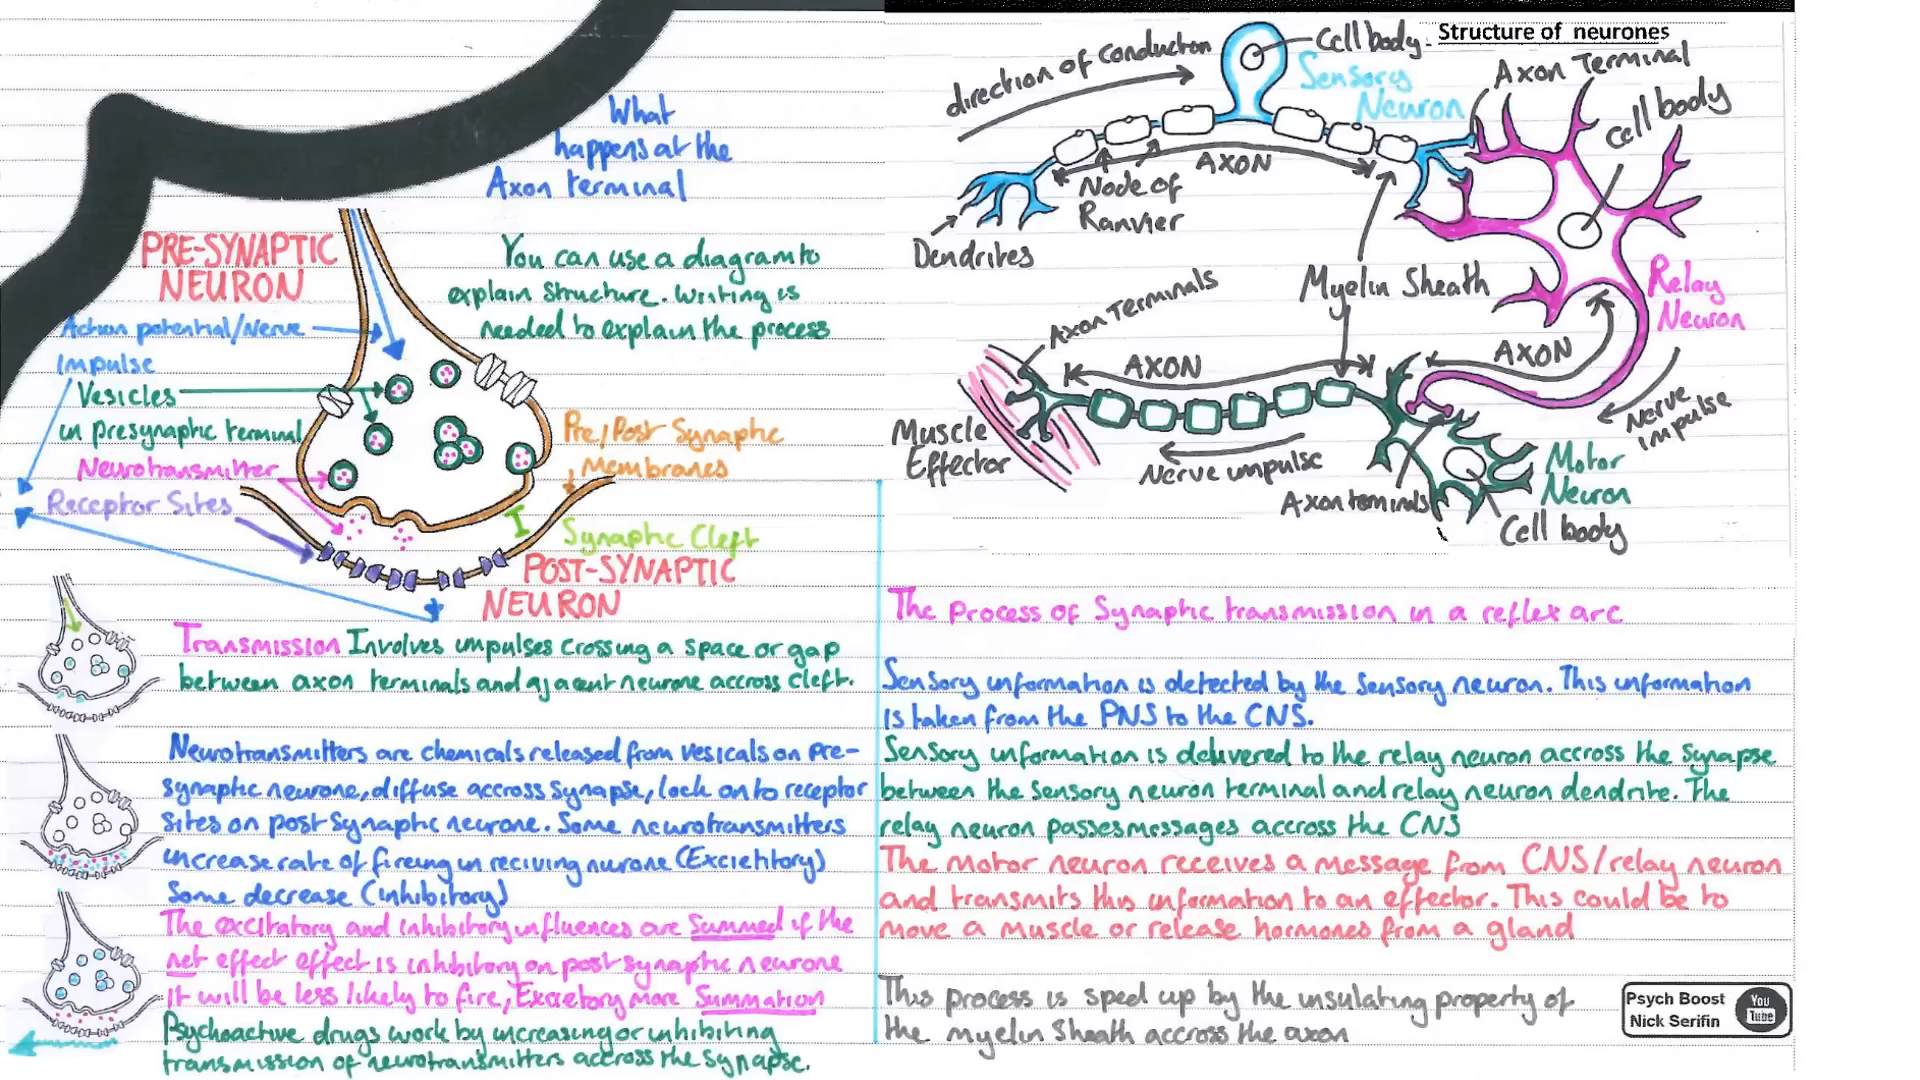 What
happens at the
Axon terminal
PRE-SYNAPTIC
NEURON
You can use a diagram to
explain structure. Writing is
needed to explain the process
Action potential/Nerve
Impulse
Vesicles
in presynaptic terminal
Neurotransmitter
Receptor Sites
Pre/Post Synaptic
Membranes
Synaptic Cleft
POST-SYNAPTIC
NEURON
Transmission Involves impulses crossing a space or gap
between axon terminals and ajacent neurone accross cleft.
Neurotransmitters are chemicals released from vesicals on pre-
synaptic neurone, diffuse accross synapse, lock onto receptor
sites on post synaptic neurone. Some neurotransmitters
increase rate of fireing in reciving nurone (Excietitory)
Some decrease (inhibitory)
The excitatory and inhibitory influences are Summed if the
net effect effect is inhibitory on post synaptic neurone
it will be less likely to fire, Excietory more Summation
Psychoactive drugs work by increasing or inhibiting
transmission of neurotransmitters accross the synapse.
Structure of neurones
direction of conduction
Cell body
Sensory
Neuron
Axon Terminal
Cell body
AXON
Node of
Ranvier
Dendrites
Myelin Sheath
Relay
Neuron
Axon Terminals
AXON
AXON
Nerve
impulse
Muscle
Effector
Nerve impulse
Axon terminals
Motor
Neuron
Cell body
The process of Synaptic transmission in a reflex arc
Sensory information is detected by the sensory neuron. This information
is taken from the PNS to the CNS.
Sensory information is delivered to the relay neuron accross the synapse
between the sensory neuron terminal and relay neuron dendrite. The
relay neuron passes messages accross the CNS
The motor neuron receives a message from CNS/relay neuron
and transmits this information to an effector. This could be to
move a muscle or release hormones from a gland
This process is sped up by the insulating property of
the myelin sheath accross the axon
Psych Boost
Nick Serifin
You
Tube